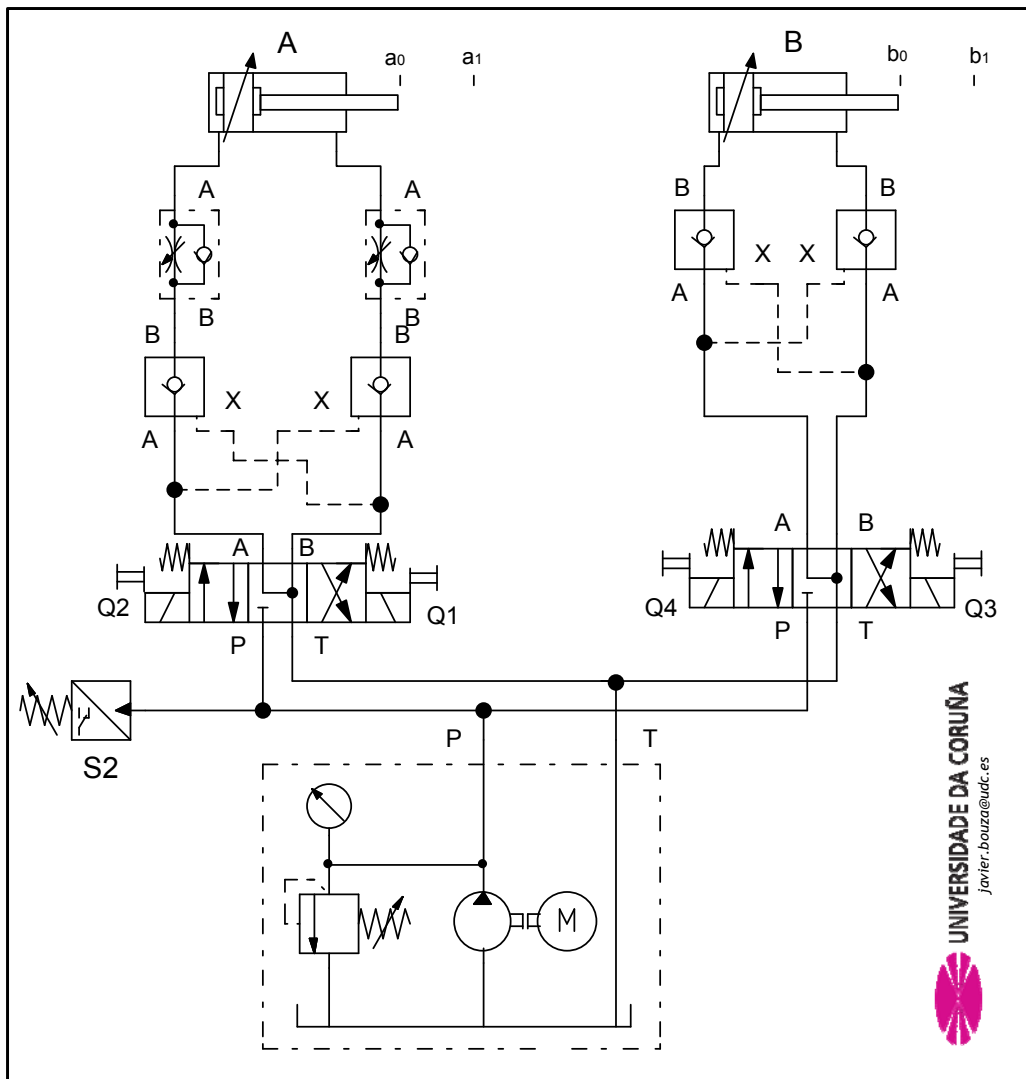 A B
a0 a1 b0 b1
A A B B
X X
B B A A
B B
X X
A A
A B A B
Q2 Q1 Q4 Q3
P T P T
S2
P T
M
UNIVERSIDADE DA CORUÑA
javier.bouza@udc.es